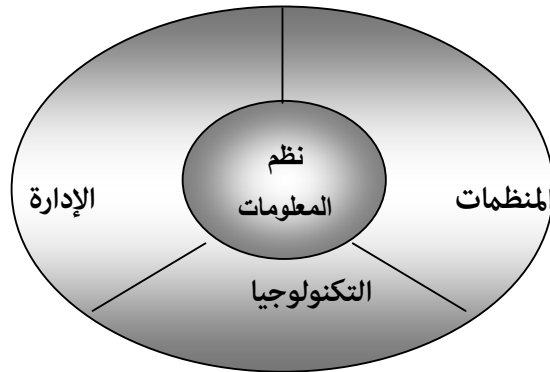 نظم
المعلومات
المنظمات
الإدارة
التكنولوجيا